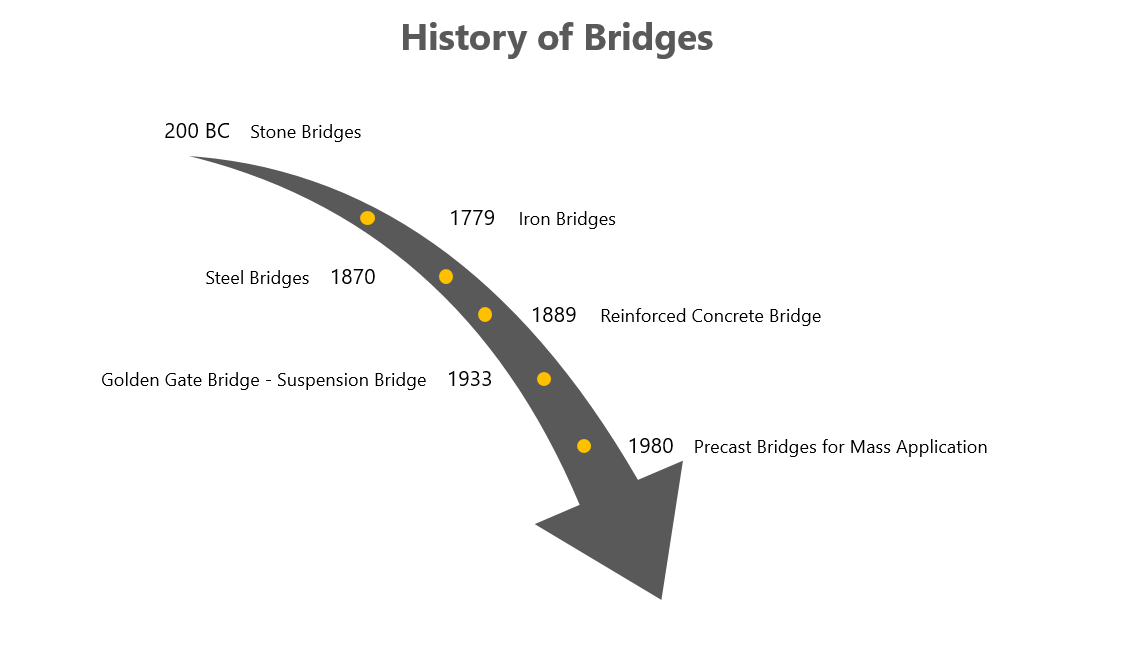 History of Bridges
200 BC Stone Bridges
1779 Iron Bridges
Steel Bridges 1870
1889 Reinforced Concrete Bridge
Golden Gate Bridge - Suspension Bridge 1933
1980 Precast Bridges for Mass Application